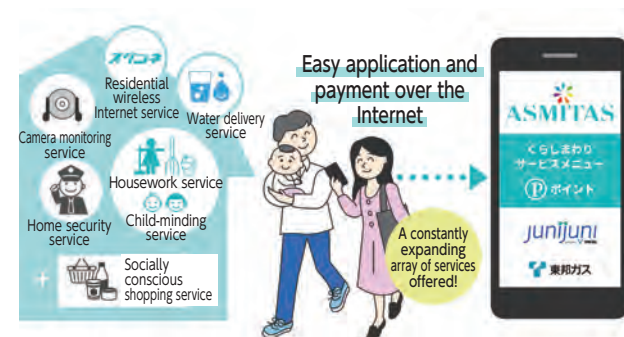 スグコネ
Residential
wireless
Internet service
Water delivery
service
Camera monitoring
service
Housework service
Child-minding
service
Home security
service
+
Socially
conscious
shopping service
Easy application and
payment over the
Internet
A constantly
expanding
array of services
offered!
ASMITAS
くらしまわり
サービスメニュー
Pポイント
junijuni
東邦ガス